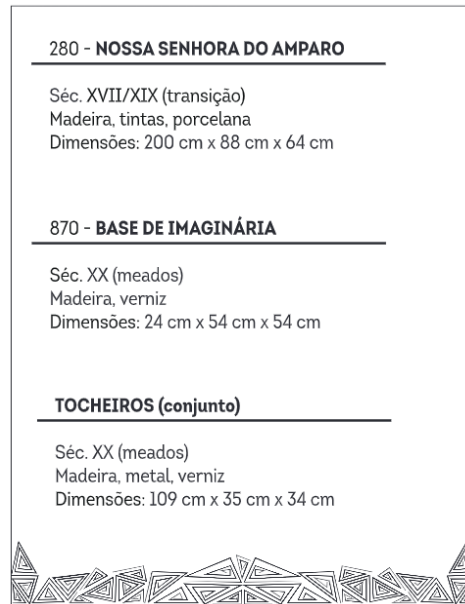 280 - NOSSA SENHORA DO AMPARO
Séc. XVII/XIX (transição)
Madeira, tintas, porcelana
Dimensões: 200 cm x 88 cm x 64 cm
870 - BASE DE IMAGINÁRIA
Séc. XX (meados)
Madeira, verniz
Dimensões: 24 cm x 54 cm x 54 cm
TOCHEIROS (conjunto)
Séc. XX (meados)
Madeira, metal, verniz
Dimensões: 109 cm x 35 cm x 34 cm